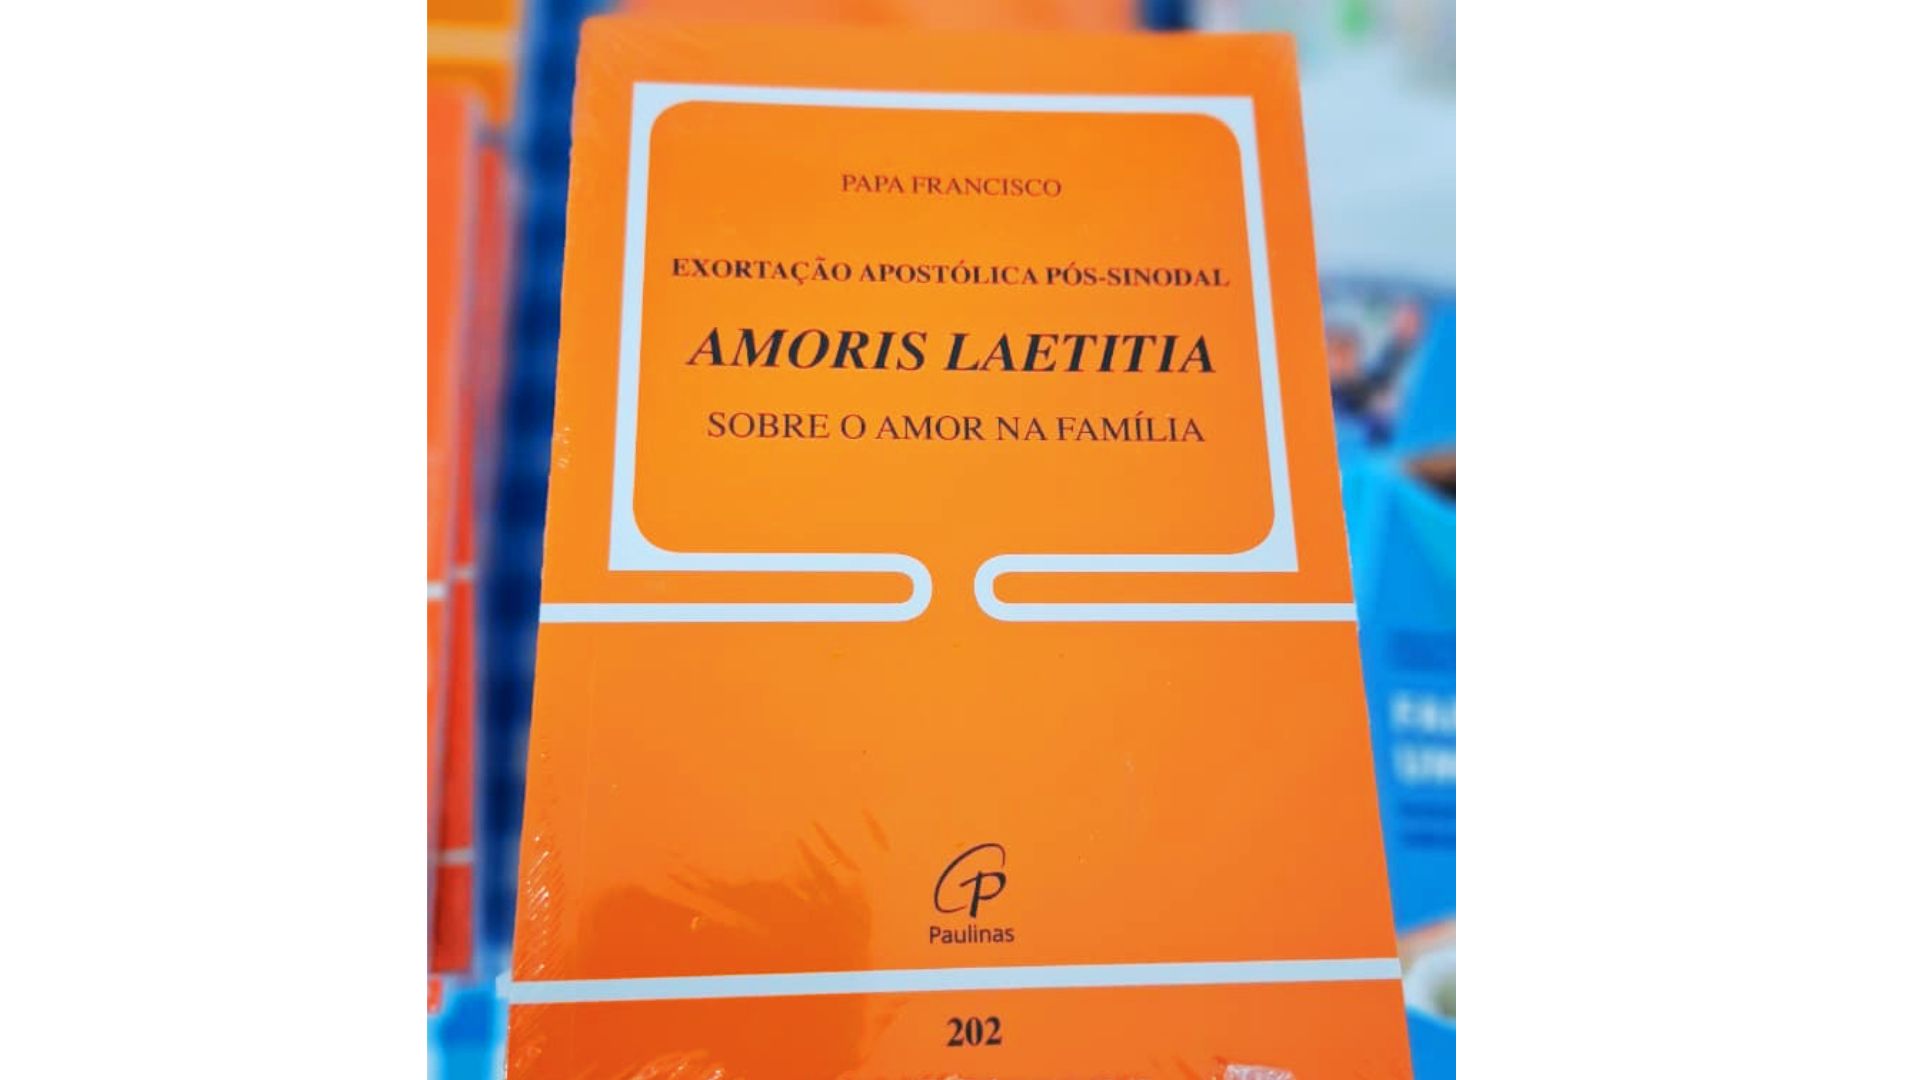 PAPA FRANCISCO
EXORTAÇÃO APOSTÓLICA PÓS-SINODAL
AMORIS LAETITIA
SOBRE O AMOR NA FAMÍLIA
Paulinas
202